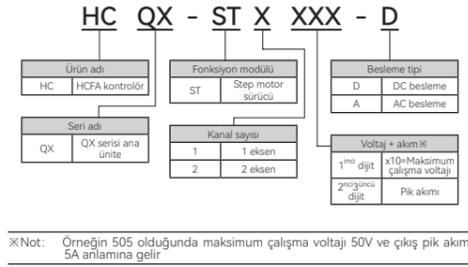 HC QX - ST X XXX - D
Ürün adı
HC HCFA kontrolör
Seri adı
QX QX serisi ana
ünite
Fonksiyon modülü
ST Step motor
sürücü
Kanal sayısı
1 1 eksen
2 2 eksen
Besleme tipi
D DC besleme
A AC besleme
Voltaj + akım※
1inci dijit x10=Maksimum
çalışma voltajı
2nci3üncü
dijit Pik akımı
※Not: Örneğin 505 olduğunda maksimum çalışma voltajı 50V ve çıkış pik akım
5A anlamına gelir